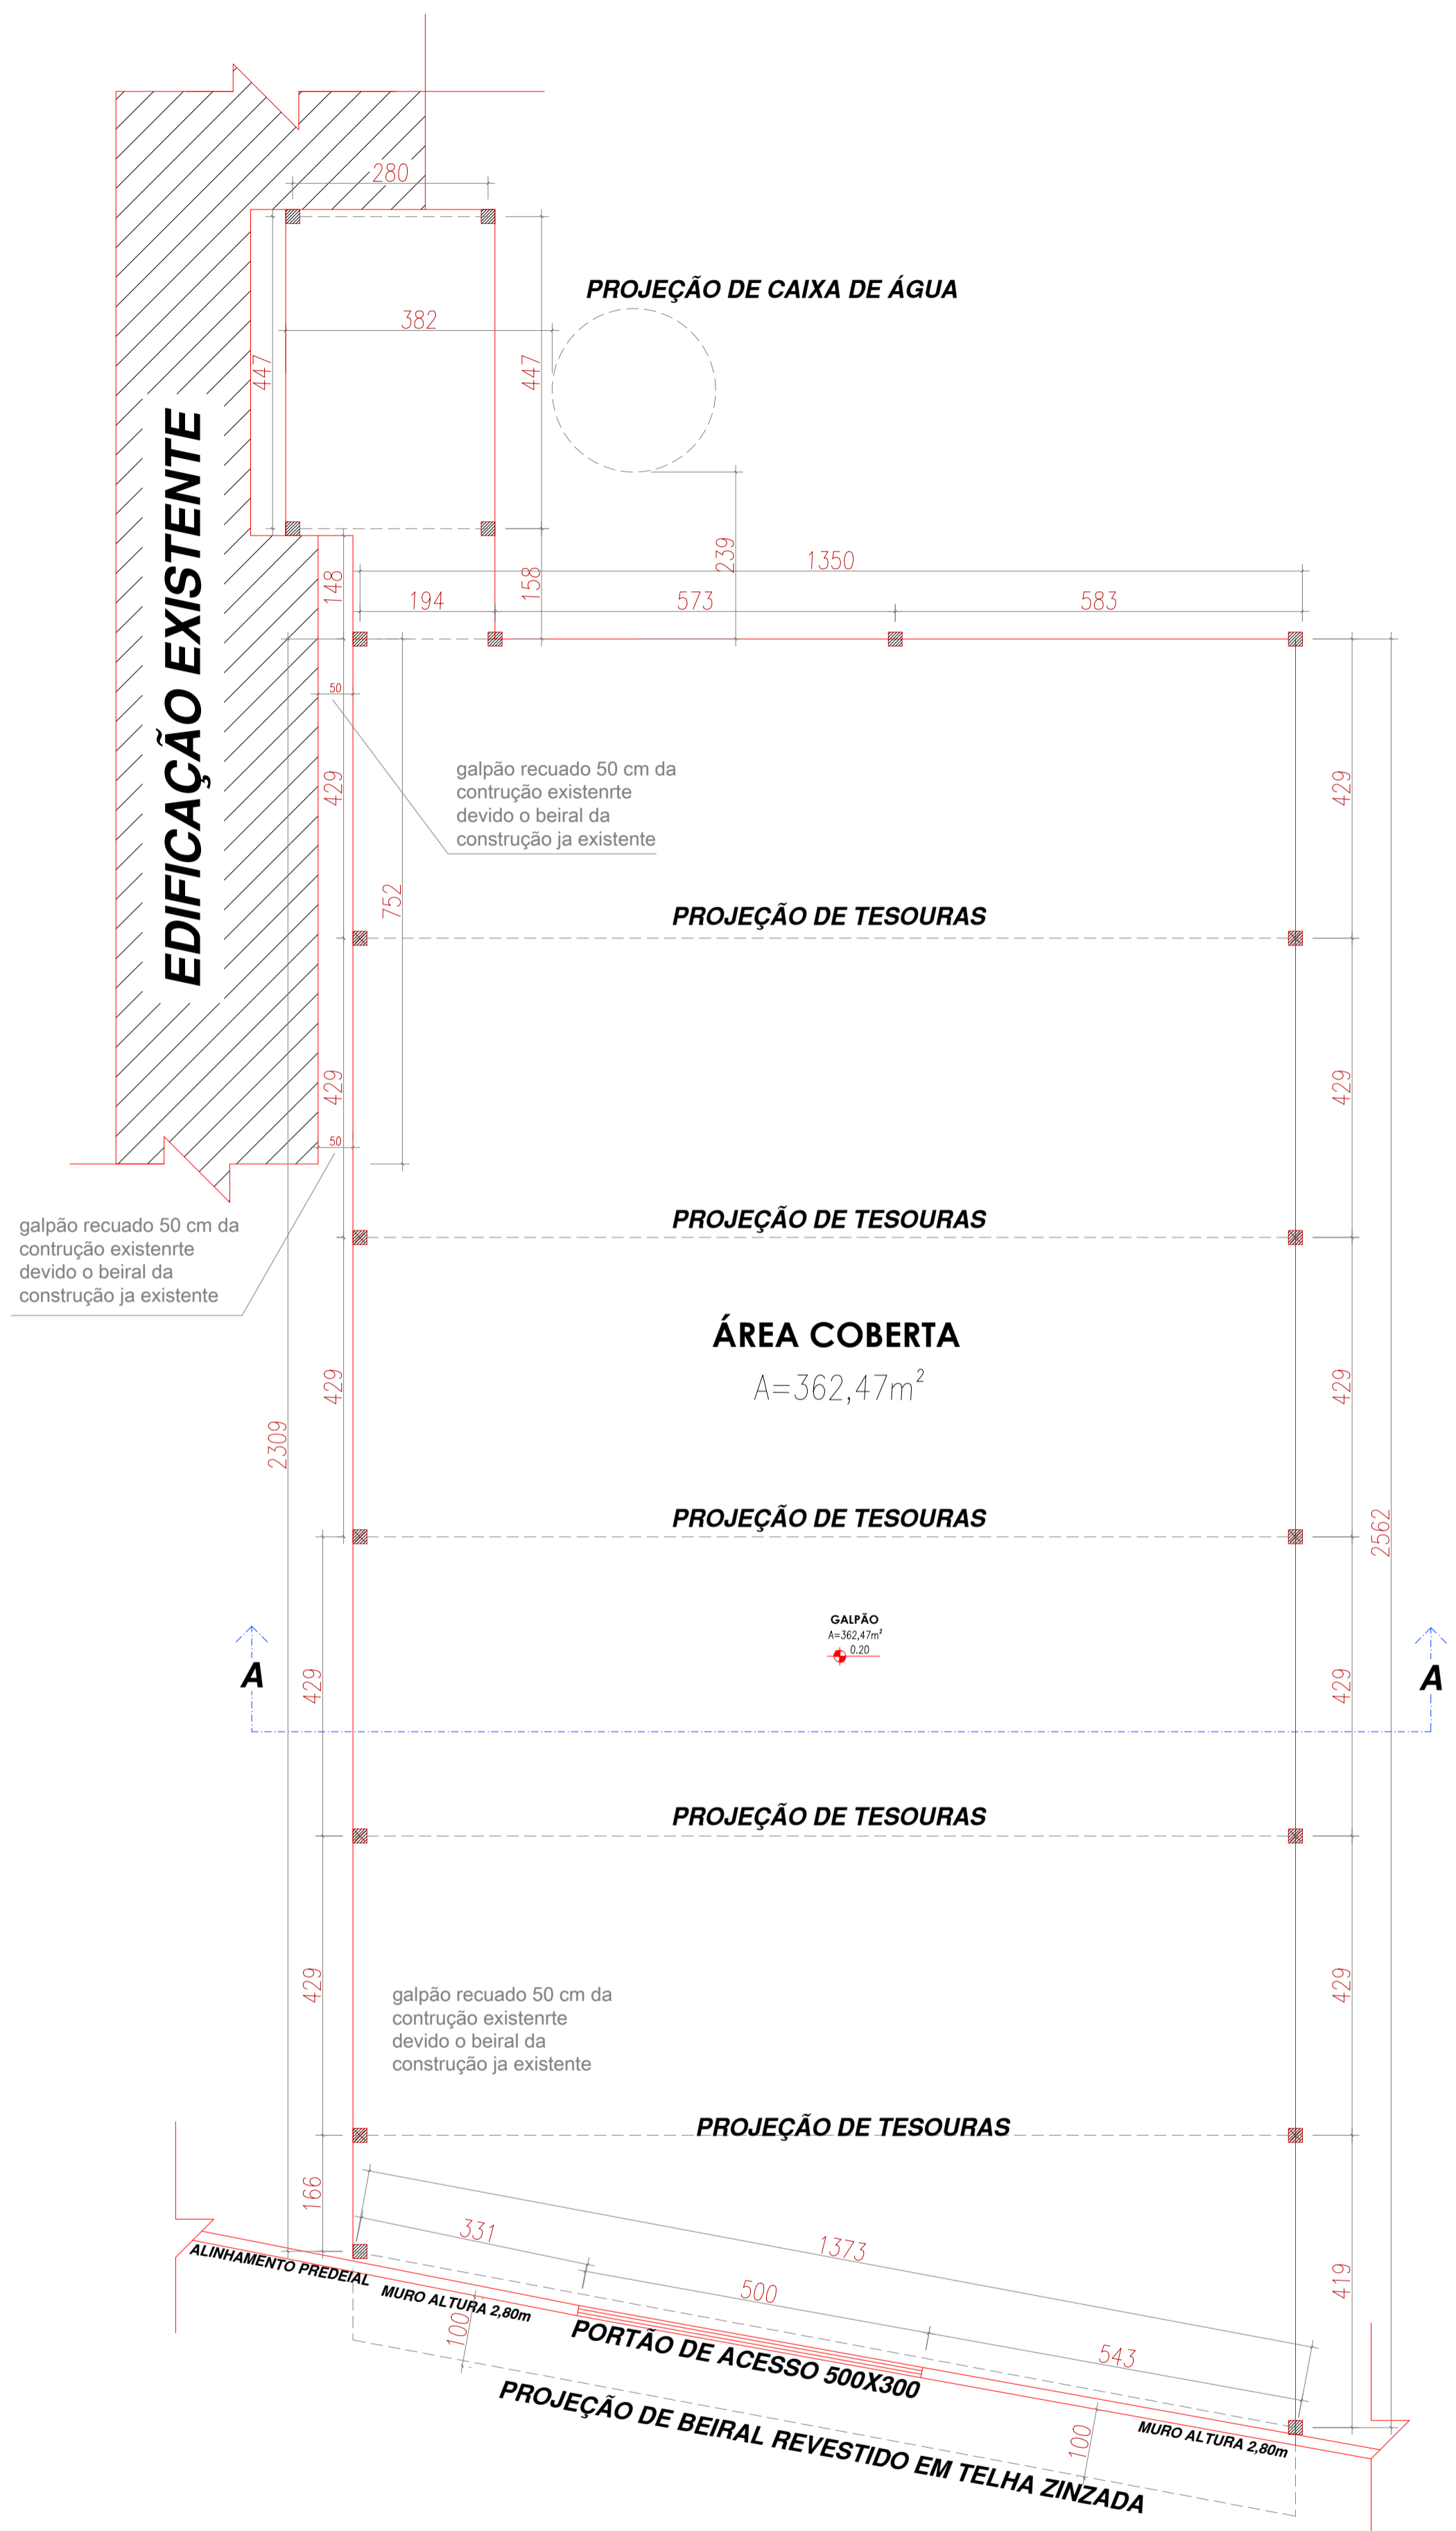 280
PROJEÇÃO DE CAIXA DE ÁGUA
382
447
447
EDIFICAÇÃO EXISTENTE
239
1350
148
158
194
573
583
50
429
429
galpão recuado 50 cm da
contrução existenrte
devido o beiral da
construção ja existente
752
PROJEÇÃO DE TESOURAS
429
429
50
galpão recuado 50 cm da
contrução existenrte
devido o beiral da
construção ja existente
PROJEÇÃO DE TESOURAS
ÁREA COBERTA
A=362,47m²
429
429
2309
PROJEÇÃO DE TESOURAS
2562
GALPÃO
A=362,47m²
0.20
A
A
429
429
PROJEÇÃO DE TESOURAS
429
429
galpão recuado 50 cm da
contrução existenrte
devido o beiral da
construção ja existente
PROJEÇÃO DE TESOURAS
166
331
1373
419
ALINHAMENTO PREDEIAL
MURO ALTURA 2,80m
500
100
543
PORTÃO DE ACESSO 500X300
PROJEÇÃO DE BEIRAL REVESTIDO EM TELHA ZINZADA
100
MURO ALTURA 2,80m